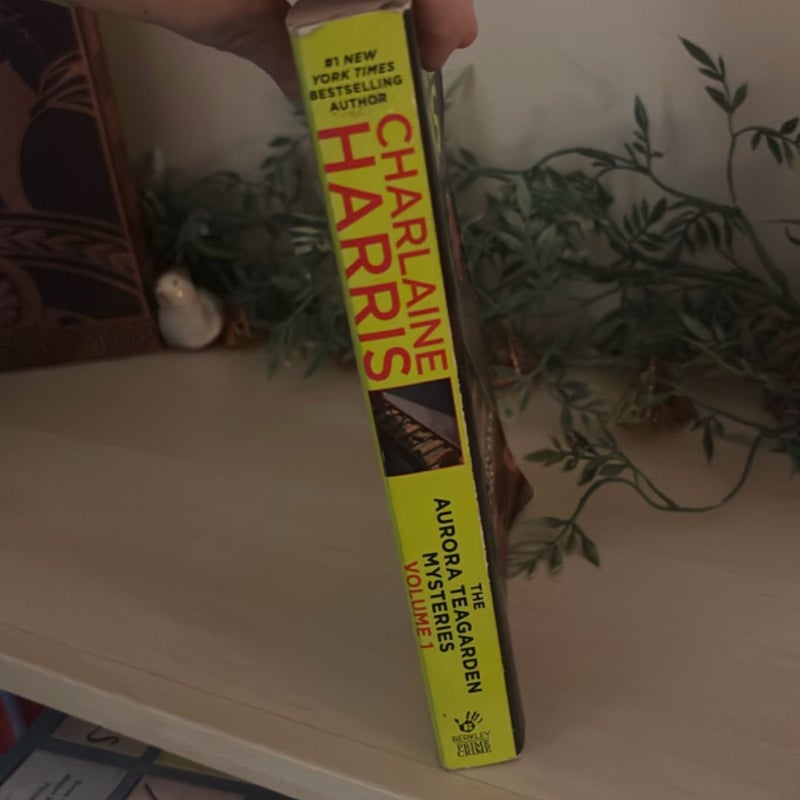 #1 NEW
YORK TIMES
BESTSELLING
AUTHOR
CHARLAINE
HARRIS
THE
AURORA TEAGARDEN
MYSTERIES
VOLUME 1
BERKLEY
PRIME
CRIME